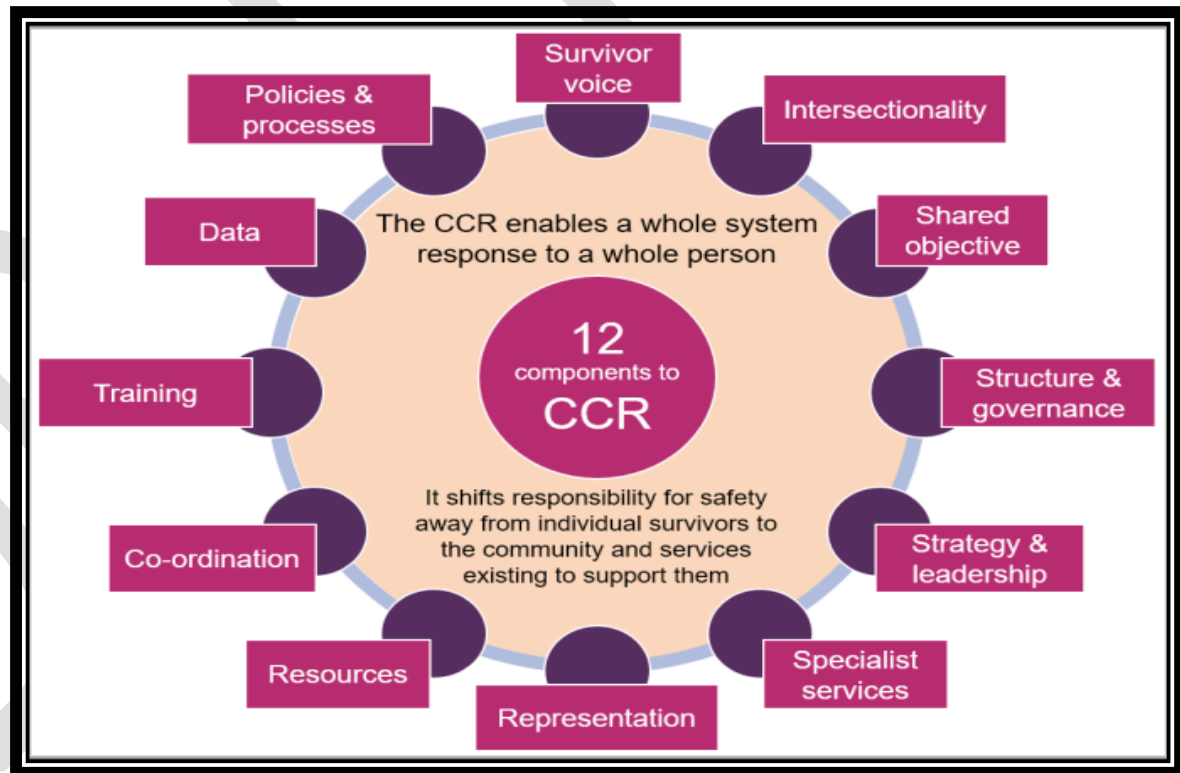 Survivor
voice
Intersectionality
Shared
objective
Structure &
governance
Strategy &
leadership
Specialist
services
Representation
Resources
Co-ordination
Training
Data
Policies &
processes
The CCR enables a whole system
response to a whole person
12
components to
CCR
It shifts responsibility for safety
away from individual survivors to
the community and services
existing to support them